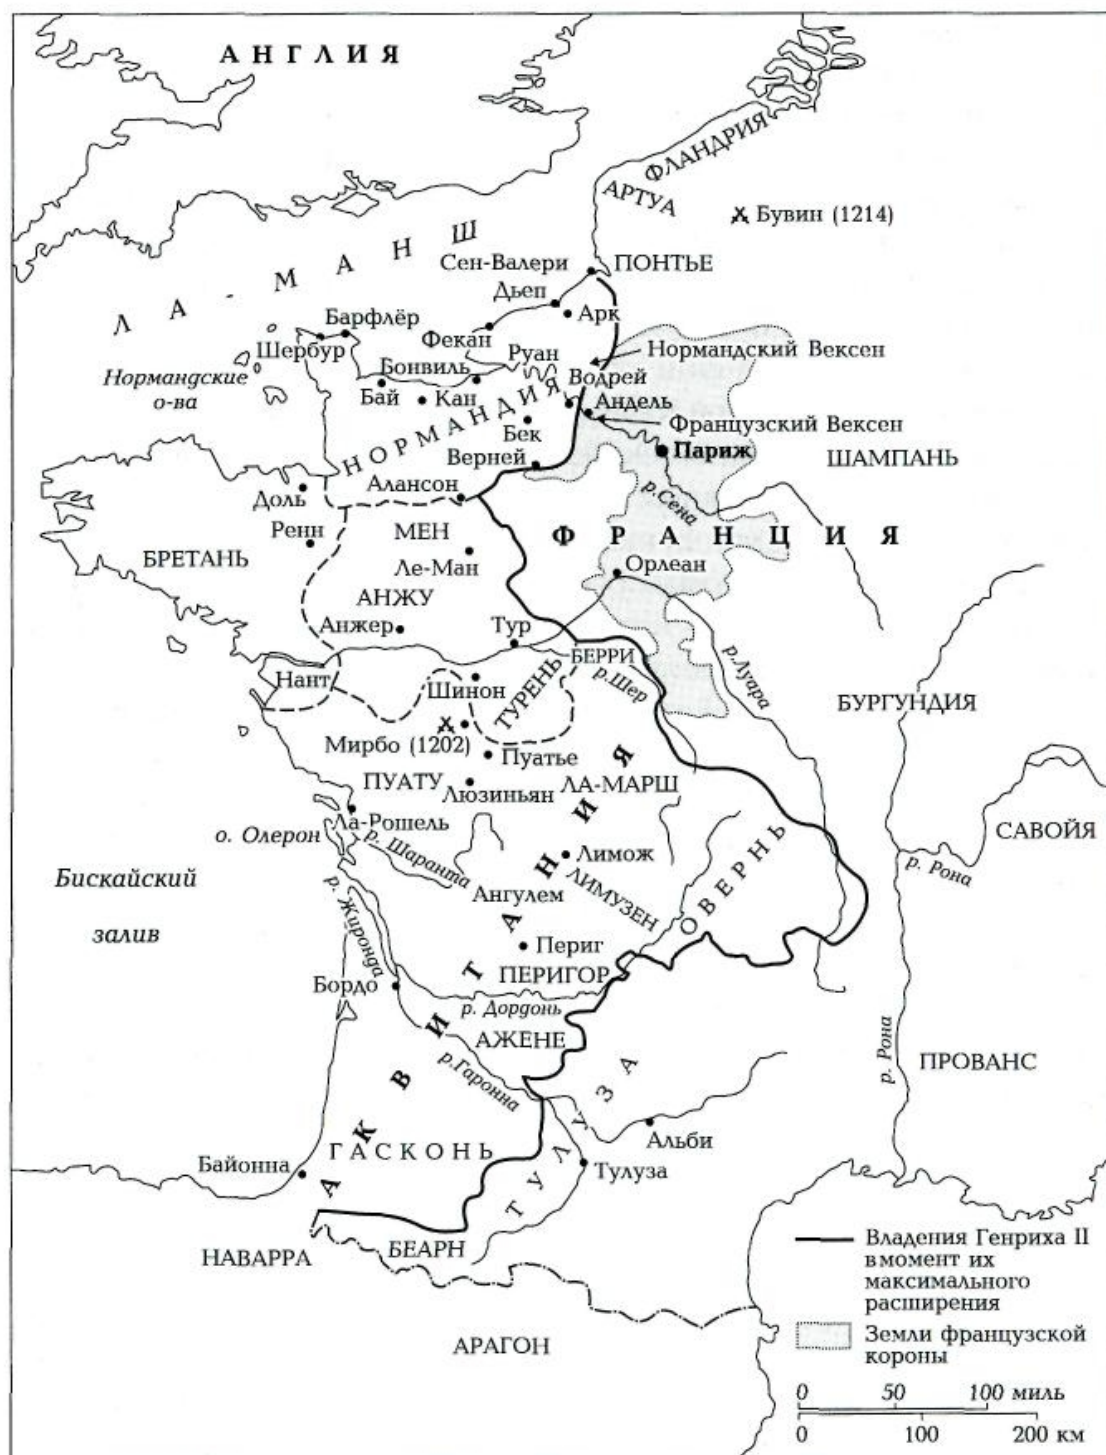 АНГЛИЯ
ФЛАНДРИЯ
АРТУА
Бувин (1214)
ЛА-МАНШ
Сен-Валери
ПОНТЬЕ
Дьеп
Арк
Барфлёр
Фекан
Шербур
Руан
Нормандский Вексен
Бонвиль
Водрей
Нормандские
о-ва
Бай
Кан
Андель
НОРМАНДИЯ
Французский Вексен
Бек
Париж
Верней
ШАМПАНЬ
Алансон
Доль
р.Сена
Ренн
МЕН
ФРАНЦИЯ
БРЕТАНЬ
Ле-Ман
Орлеан
АНЖУ
Анжер
Тур
БЕРРИ
р.Луара
Нант
Шинон
ТУРЕНЬ
р.Шер
БУРГУНДИЯ
Мирбо (1202)
Пуатье
ПУАТУ
ЛА-МАРШ
Люзиньян
Ла-Рошель
о. Олерон
р. Шаранта
САВОЙЯ
Лимож
р. Рона
Бискайский
залив
Ангулем
ЛИМУЗЕН
ОВЕРНЬ
р. Жиронда
Периг
ПЕРИГОР
Бордо
р. Дордонь
АЖЕНЕ
р.Гаронна
р. Рона
ПРОВАНС
АКВИТАНИЯ
ТУЛУЗА
Альби
ГАСКОНЬ
Байонна
Тулуза
НАВАРРА
БЕАРН
АРАГОН
Владения Генриха II
в момент их
максимального
расширения
Земли французской
короны
0 50 100 миль
0 100 200 км